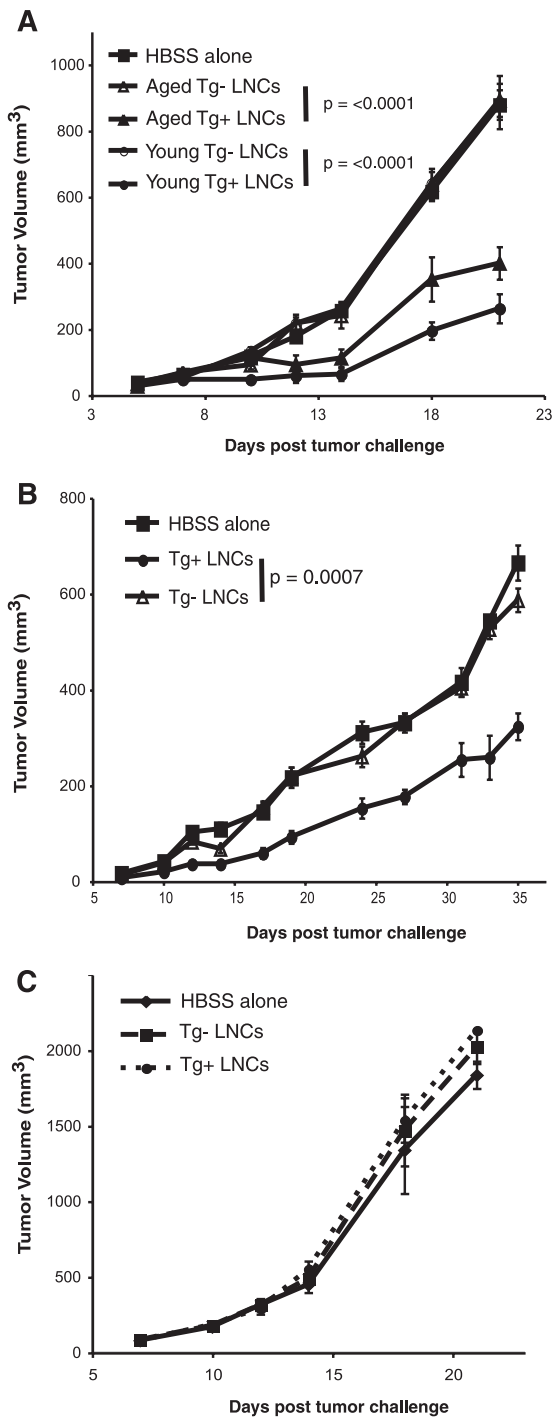 A
HBSS alone
Aged Tg- LNCs
Aged Tg+ LNCs
p = <0.0001
Young Tg- LNCs
Young Tg+ LNCs
p = <0.0001
Tumor Volume (mm3)
1000
800
600
400
200
0
3 8 13 18 23
Days post tumor challenge
B
HBSS alone
Tg+ LNCs
Tg- LNCs
p = 0.0007
Tumor Volume (mm3)
800
600
400
200
0
5 10 15 20 25 30 35
Days post tumor challenge
C
HBSS alone
Tg- LNCs
Tg+ LNCs
Tumor Volume (mm3)
2000
1500
1000
500
0
5 10 15 20
Days post tumor challenge